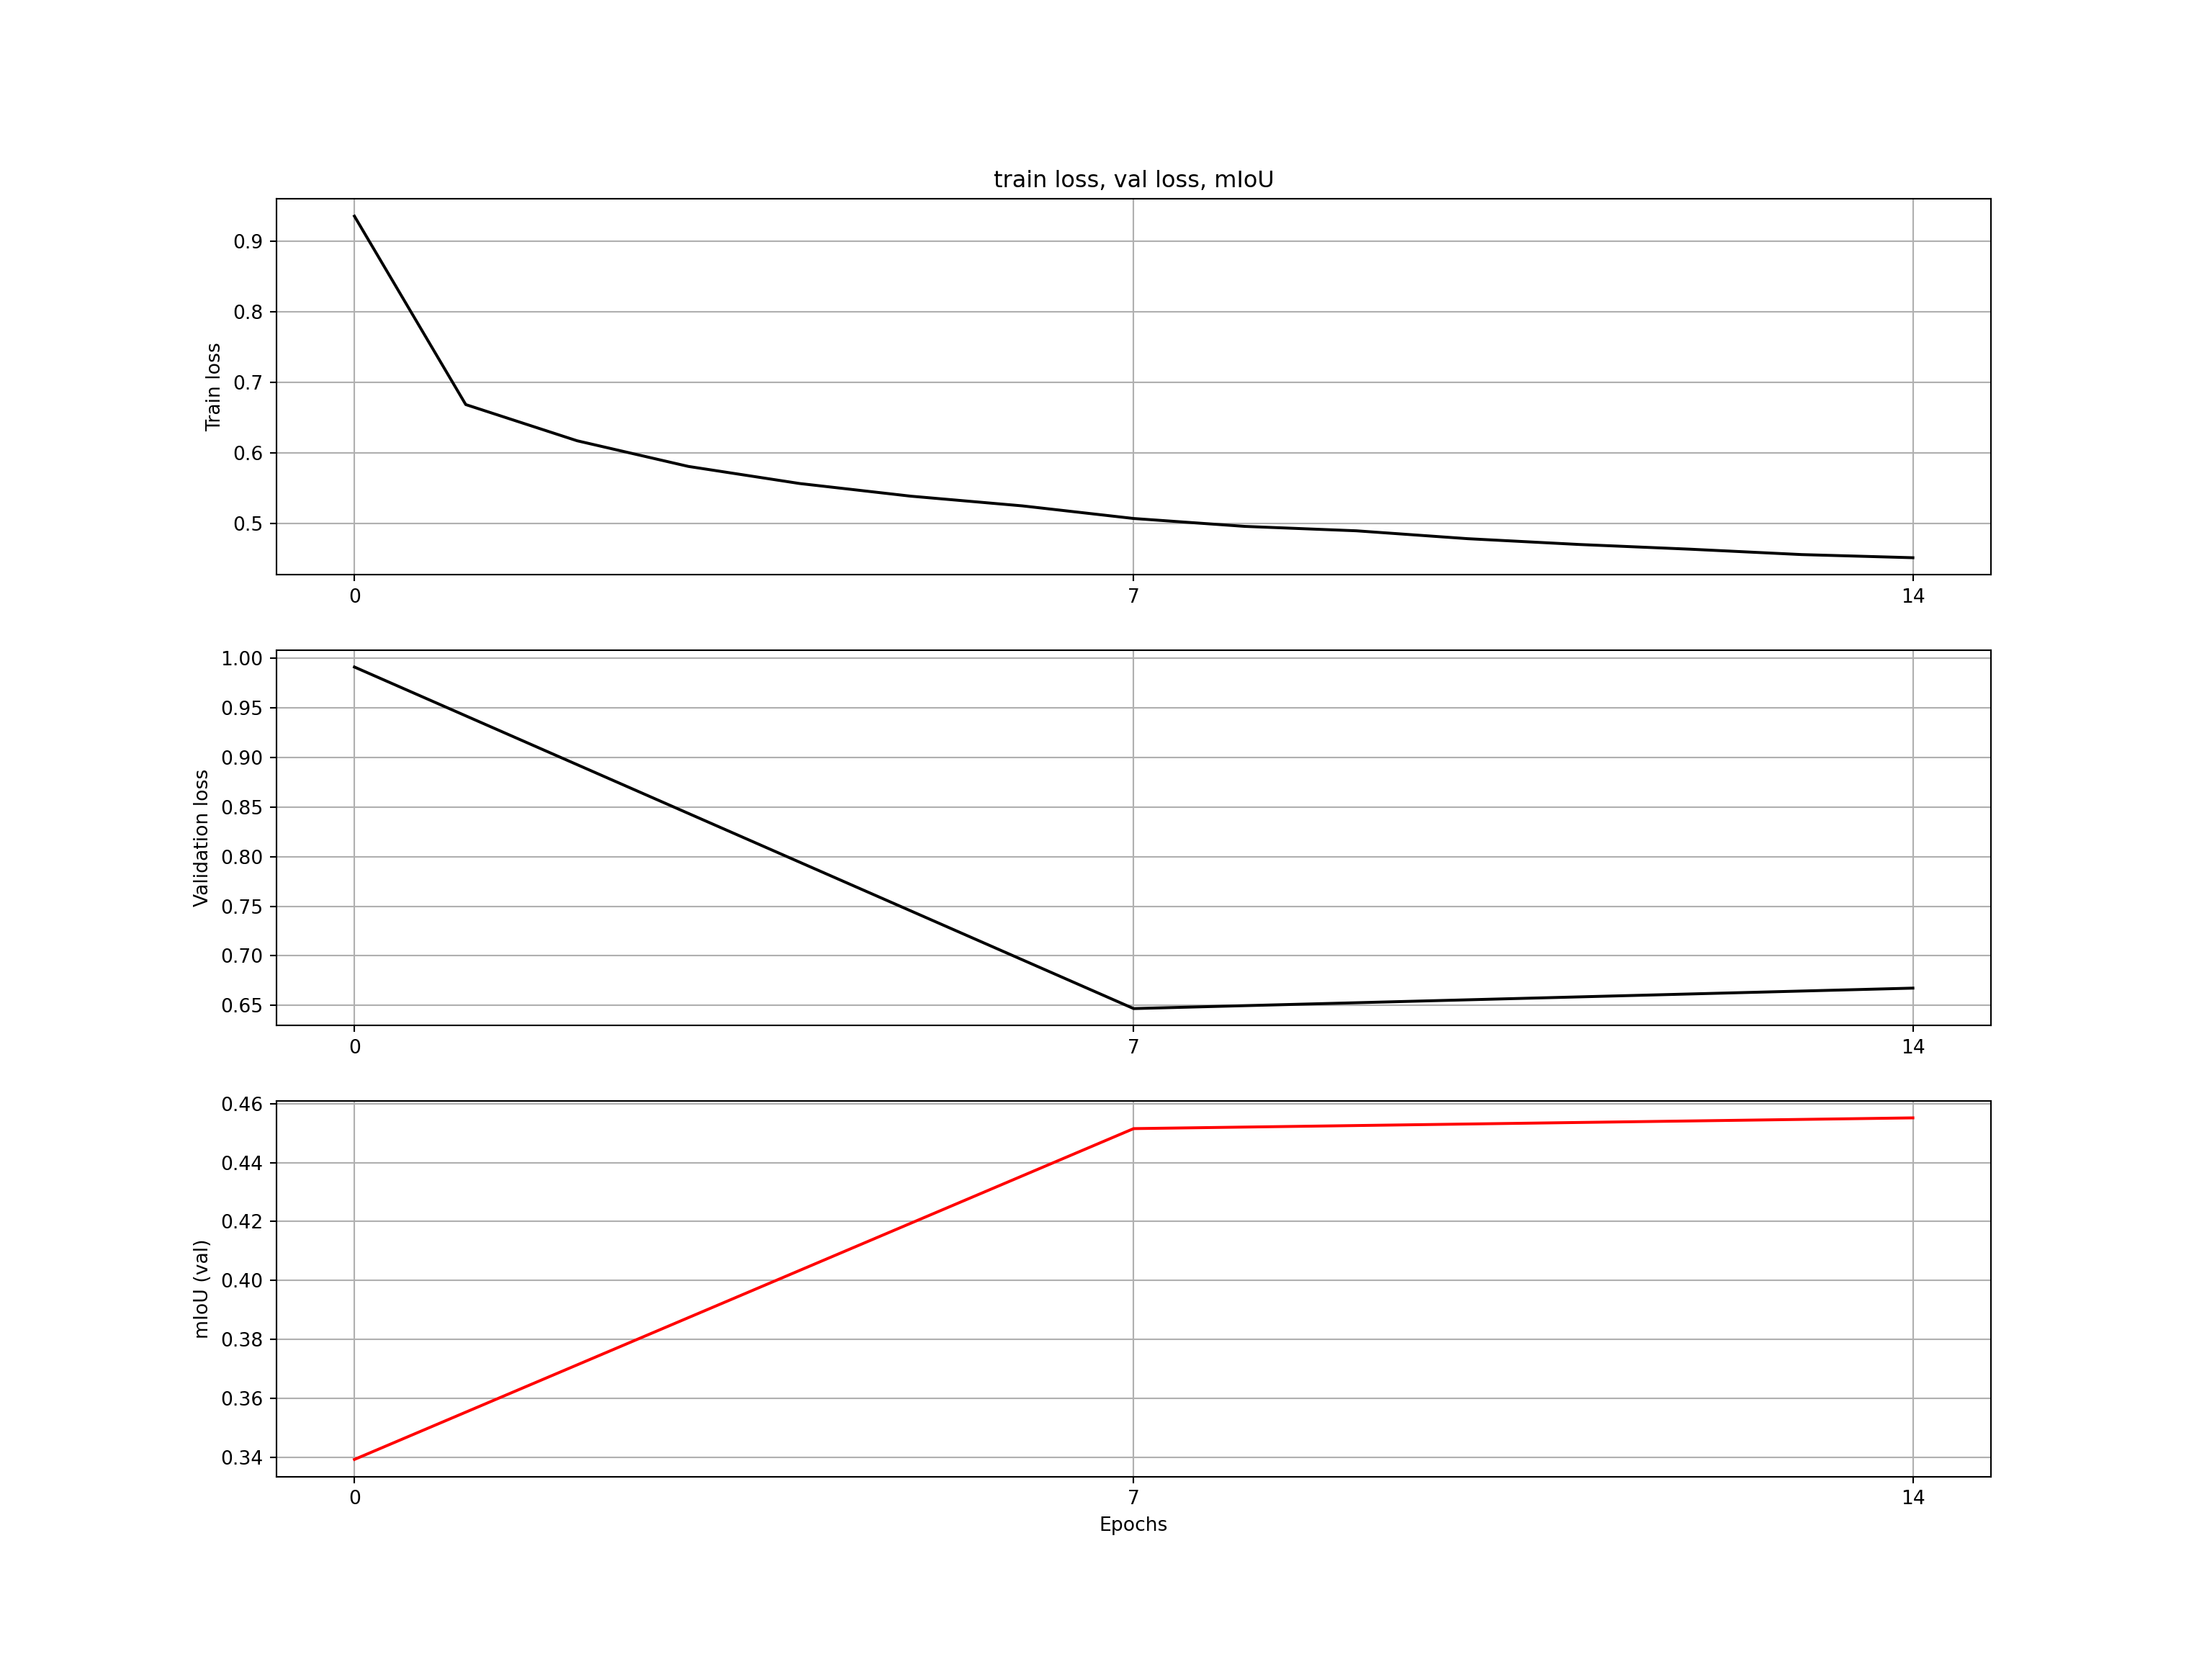 train loss, val loss, mIoU
Train loss
0.9
0.8
0.7
0.6
0.5
0 7 14
Validation loss
1.00
0.95
0.90
0.85
0.80
0.75
0.70
0.65
0 7 14
mIoU (val)
0.46
0.44
0.42
0.40
0.38
0.36
0.34
0 7 14
Epochs